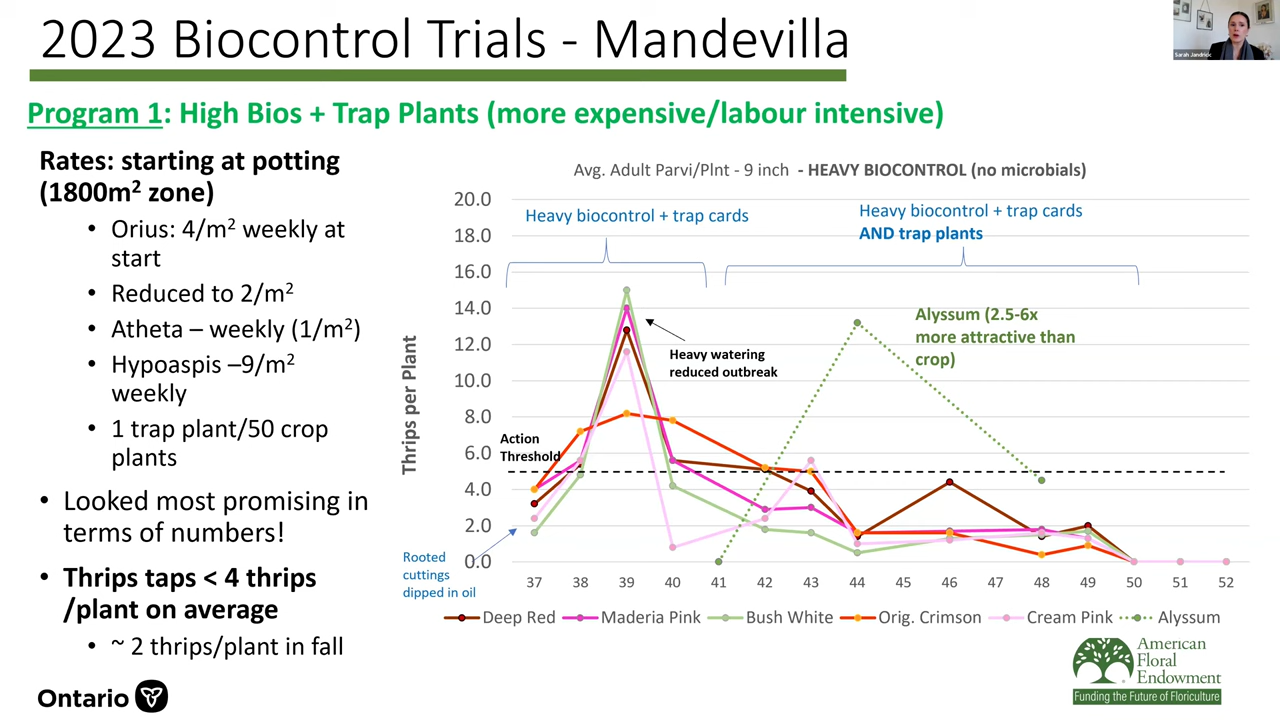 2023 Biocontrol Trials - Mandevilla
Sarah Jandricic
Program 1: High Bios + Trap Plants (more expensive/labour intensive)
Rates: starting at potting
(1800m² zone)
• Orius: 4/m² weekly at
start
• Reduced to 2/m²
• Atheta – weekly (1/m²)
• Hypoaspis –9/m²
weekly
• 1 trap plant/50 crop
plants
• Looked most promising in
terms of numbers!
• Thrips taps < 4 thrips
/plant on average
• ~ 2 thrips/plant in fall
Avg. Adult Parvi/Plnt - 9 inch - HEAVY BIOCONTROL (no microbials)
Thrips per Plant
20.0
18.0
16.0
14.0
12.0
10.0
8.0
6.0
4.0
2.0
0.0
Heavy biocontrol + trap cards
Heavy biocontrol + trap cards
AND trap plants
Alyssum (2.5-6x
more attractive than
crop)
Heavy watering
reduced outbreak
Action
Threshold
Rooted
cuttings
dipped in oil
37 38 39 40 41 42 43 44 45 46 47 48 49 50 51 52
Deep Red Maderia Pink Bush White Orig. Crimson Cream Pink Alyssum
Ontario
American
Floral
Endowment
Funding the Future of Floriculture